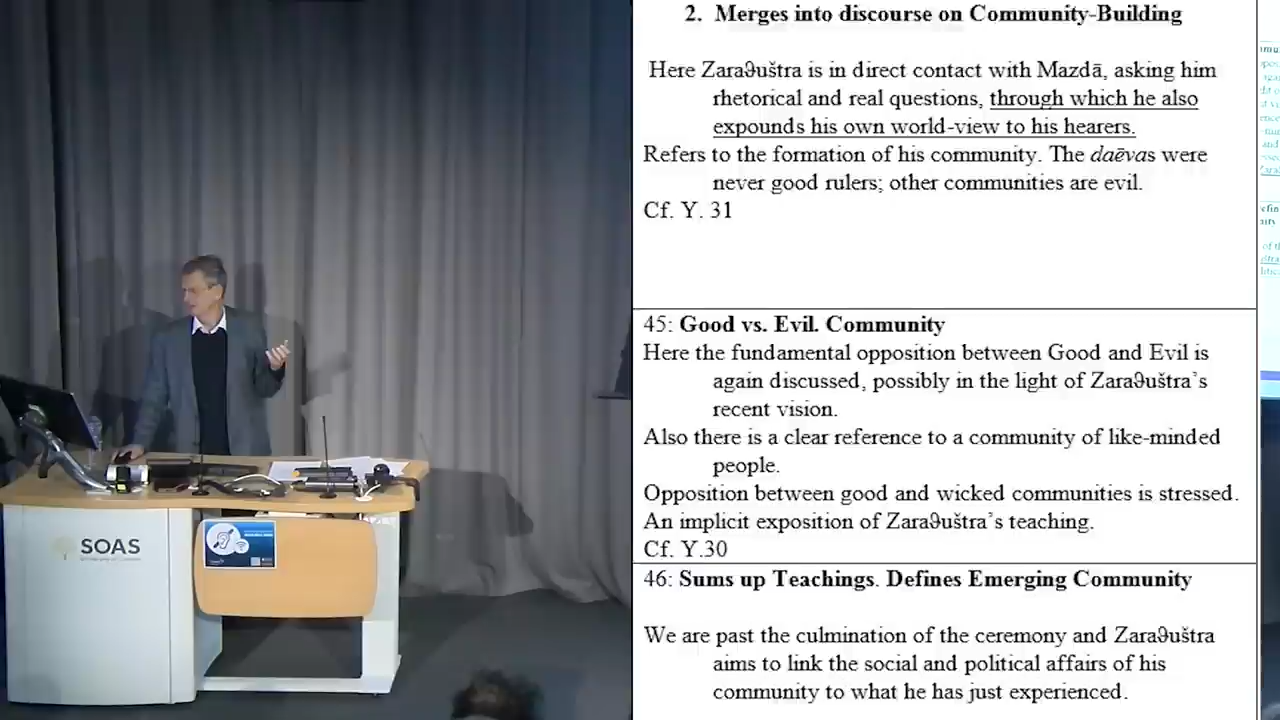 2. Merges into discourse on Community-Building
Here Zaraϑuštra is in direct contact with Mazdā, asking him
rhetorical and real questions, through which he also
expounds his own world-view to his hearers.
Refers to the formation of his community. The daēvas were
never good rulers; other communities are evil.
Cf. Y. 31
45: Good vs. Evil. Community
Here the fundamental opposition between Good and Evil is
again discussed, possibly in the light of Zaraϑuštra’s
recent vision.
Also there is a clear reference to a community of like-minded
people.
Opposition between good and wicked communities is stressed.
An implicit exposition of Zaraϑuštra’s teaching.
Cf. Y.30
46: Sums up Teachings. Defines Emerging Community
We are past the culmination of the ceremony and Zaraϑuštra
aims to link the social and political affairs of his
community to what he has just experienced.
SOAS